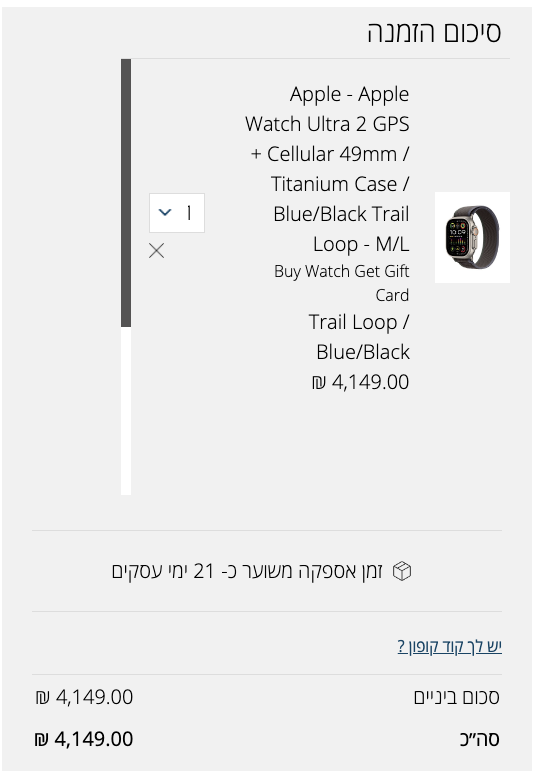 סיכום הזמנה
Apple - Apple
Watch Ultra 2 GPS
+ Cellular 49mm /
Titanium Case /
Blue/Black Trail
Loop - M/L
Buy Watch Get Gift
Card
Trail Loop /
Blue/Black
4,149.00 ₪
1
זמן אספקה משוער כ- 21 ימי עסקים
יש לך קוד קופון ?
סכום ביניים 4,149.00 ₪
סה״כ 4,149.00 ₪